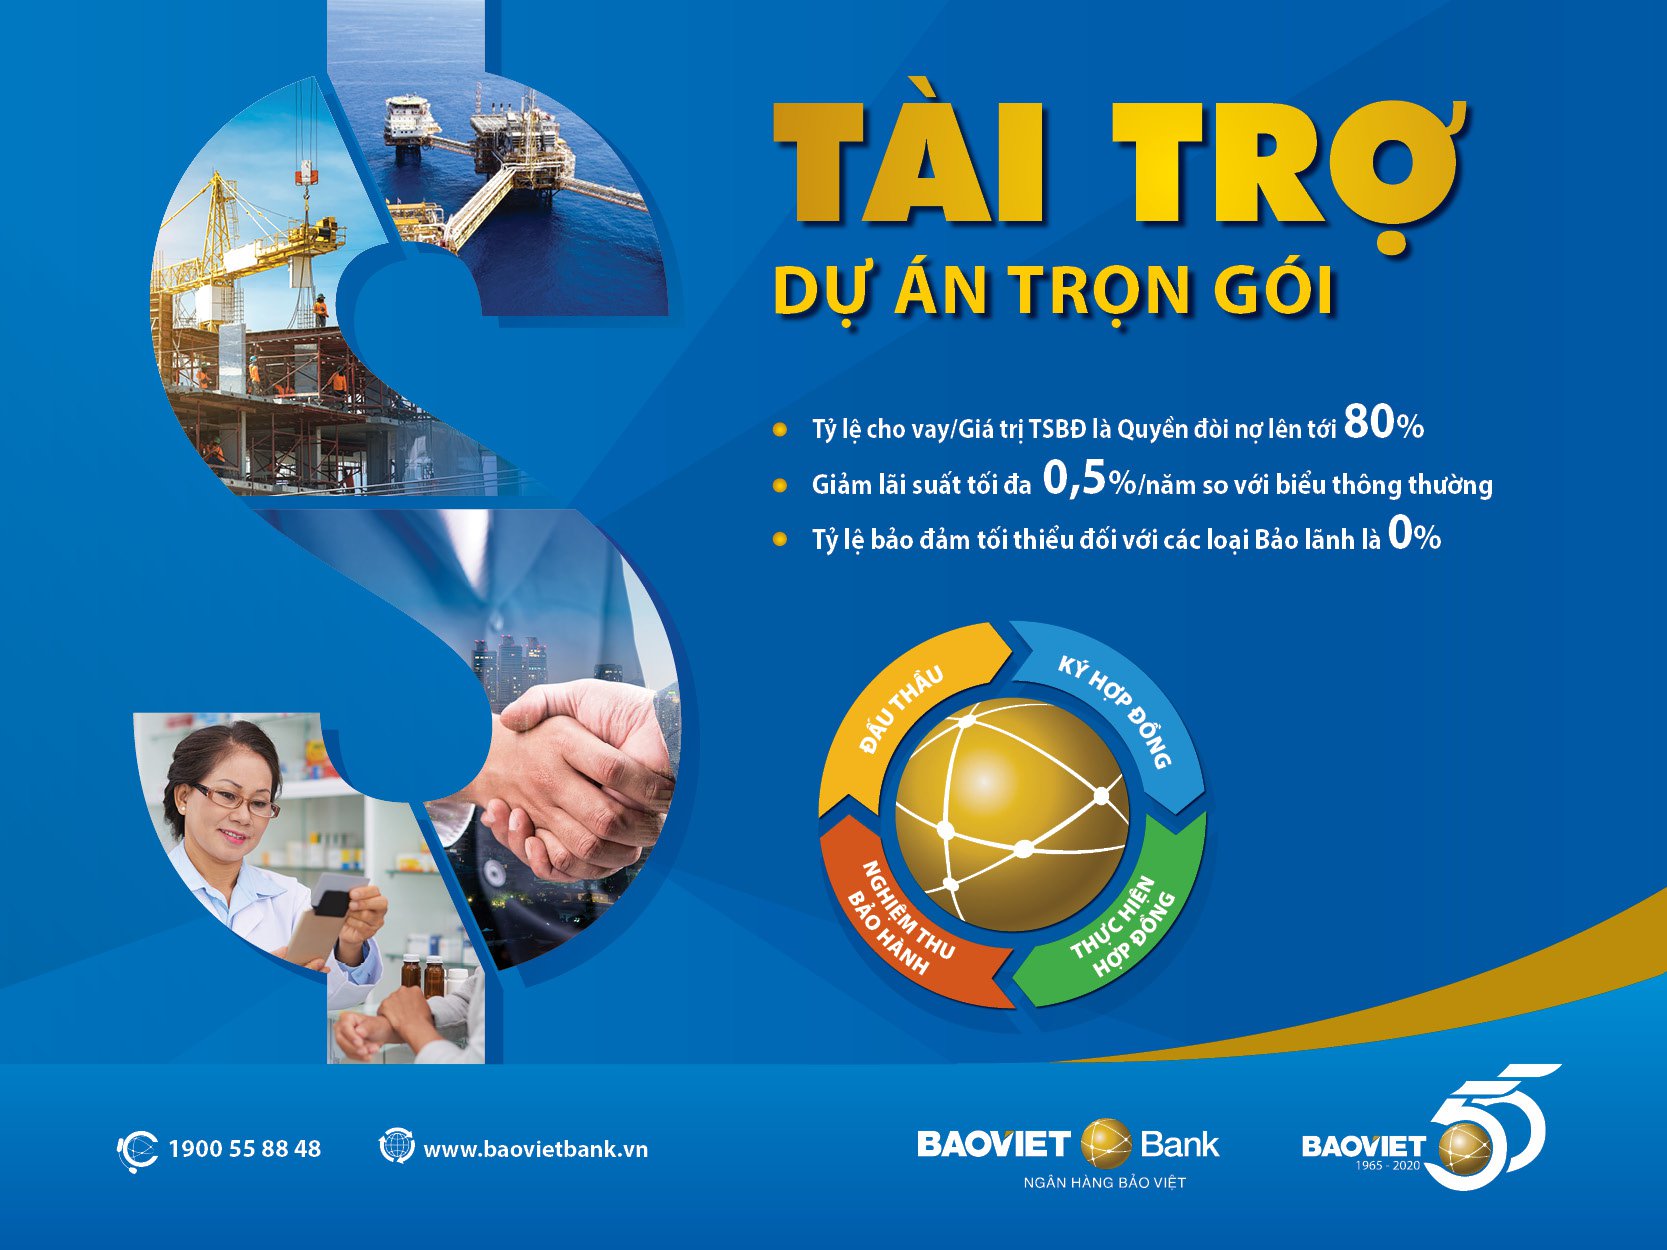 TÀI TRỢ
DỰ ÁN TRỌN GÓI
Tỷ lệ cho vay/Giá trị TSBĐ là Quyền đòi nợ lên tới 80%
Giảm lãi suất tối đa 0,5%/năm so với biểu thông thường
Tỷ lệ bảo đảm tối thiểu đối với các loại Bảo lãnh là 0%
ĐẤU THẦU
KÝ HỢP ĐỒNG
THỰC HIỆN
HỢP ĐỒNG
NGHIỆM THU
BẢO HÀNH
1900 55 88 48
www.baovietbank.vn
BAOVIET Bank
NGÂN HÀNG BẢO VIỆT
BAOVIET 55
1965 - 2020